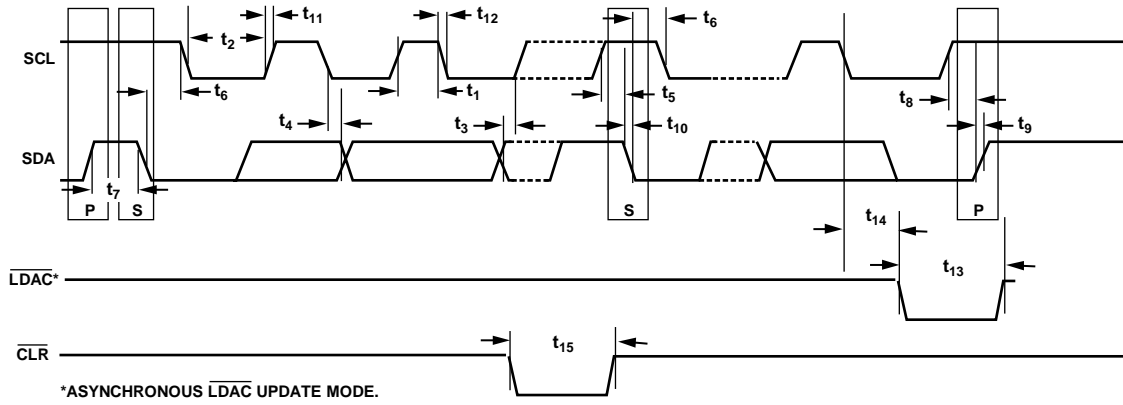 t11 t12 t6
t2
SCL
t6 t1 t5 t8
t4 t3 t10 t9
SDA
t7
P S S P
t14
LDAC* t13
CLR t15
*ASYNCHRONOUS LDAC UPDATE MODE.